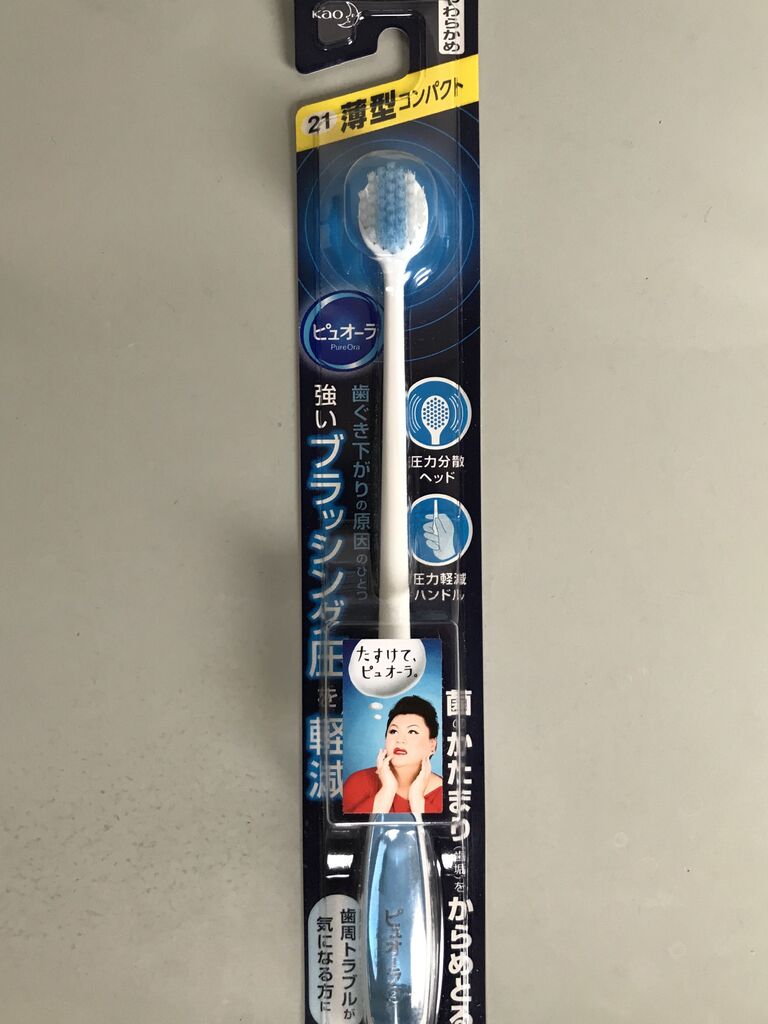 Kao
やわらかめ
21 薄型コンパクト
ピュオーラ
PureOra
歯ぐき下がりの原因のひとつ
強いブラッシング圧を軽減
圧力分散
ヘッド
圧力軽減
ハンドル
たすけて、
ピュオーラ。
菌のかたまり(歯垢)をからめとる
歯周トラブルが
気になる方に
ピュオーラ